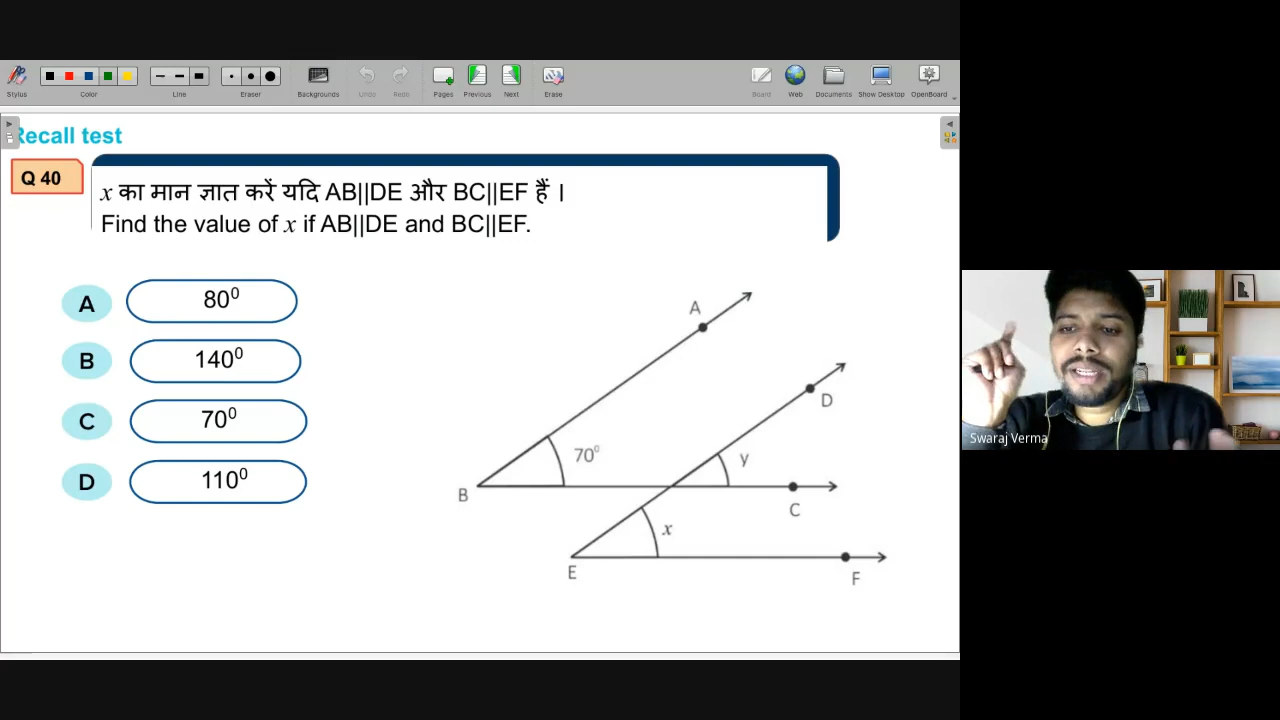 Stylus
Color
Line
Eraser
Backgrounds
Undo
Redo
Pages
Previous
Next
Erase
Board
Web
Documents
Show Desktop
OpenBoard
Recall test
Q 40
x का मान ज्ञात करें यदि AB||DE और BC||EF हैं ।
Find the value of x if AB||DE and BC||EF.
A 80⁰
B 140⁰
C 70⁰
D 110⁰
A
D
70⁰
y
B
C
x
E
F
Swaraj Verma